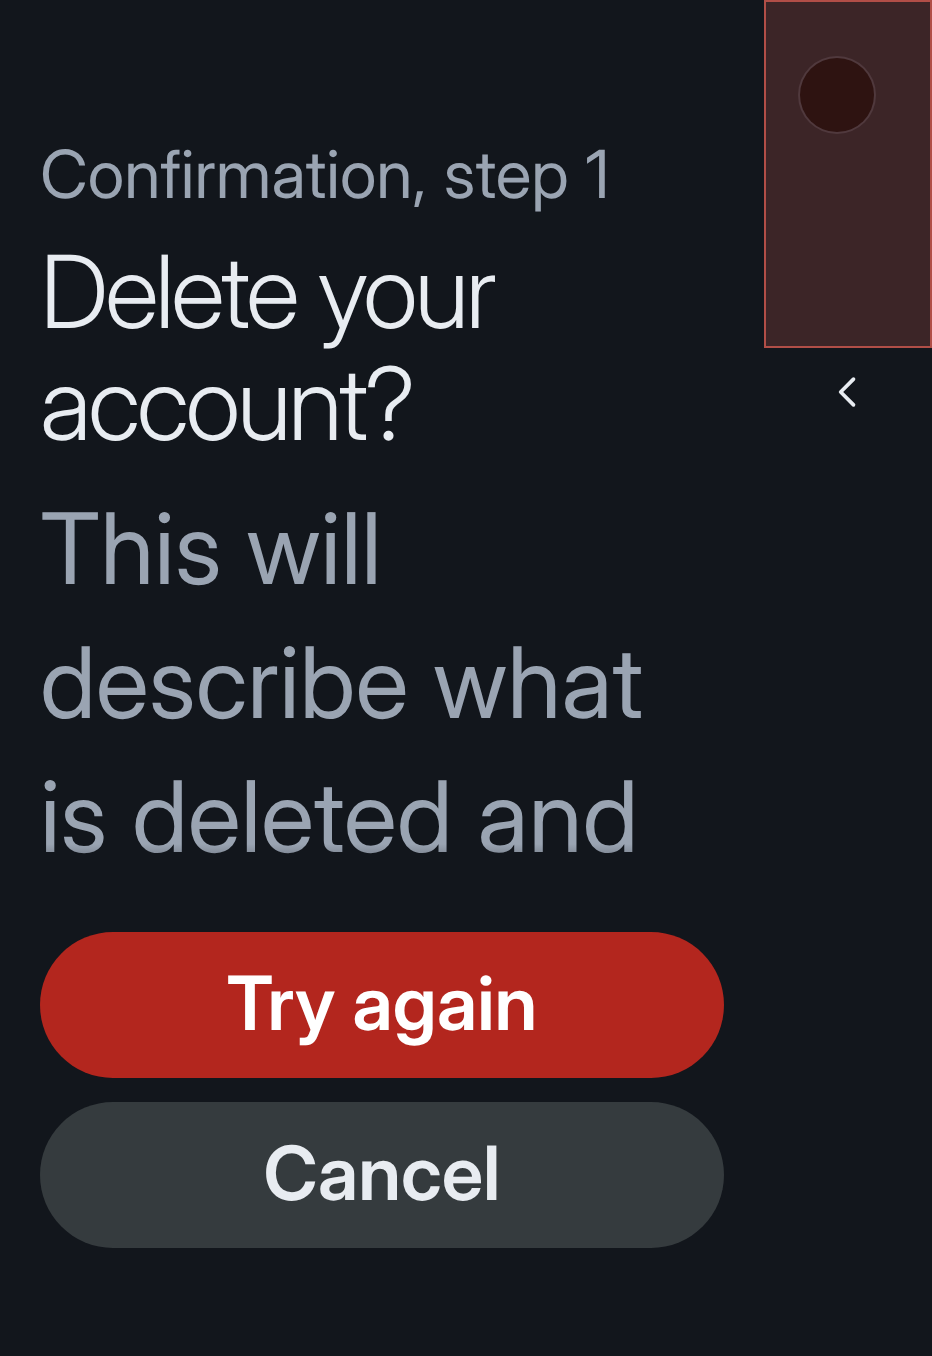 Confirmation, step 1
Delete your
account?
This will
describe what
is deleted and
Try again
Cancel